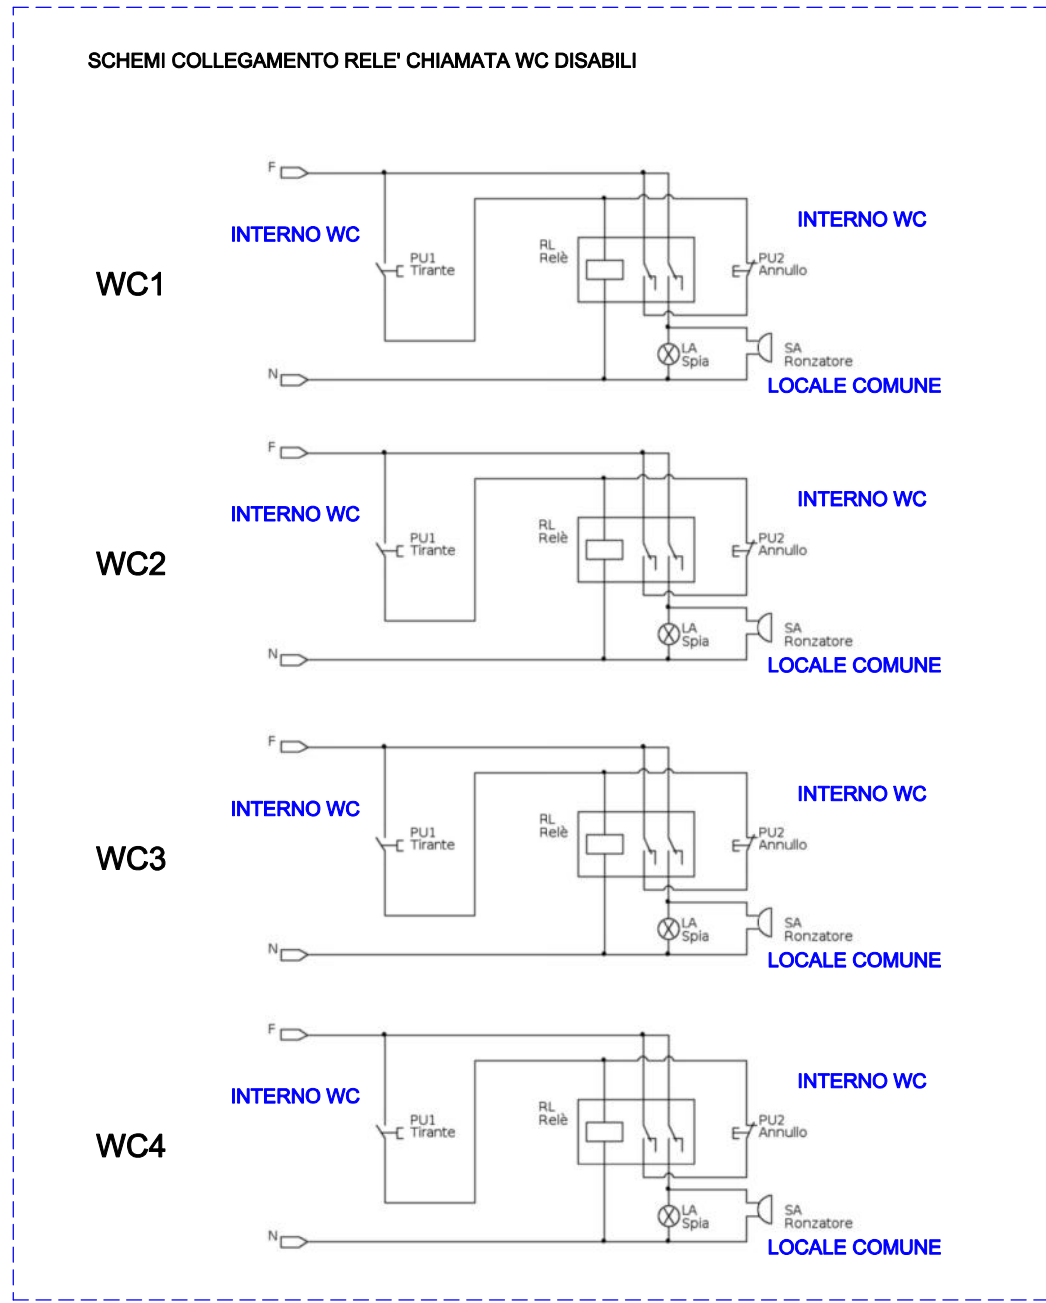 SCHEMI COLLEGAMENTO RELE' CHIAMATA WC DISABILI
F
INTERNO WC
INTERNO WC
WC1
PU1
Tirante
RL
Relè
PU2
Annullo
LA
Spia
SA
Ronzatore
N
LOCALE COMUNE
F
INTERNO WC
INTERNO WC
WC2
PU1
Tirante
RL
Relè
PU2
Annullo
LA
Spia
SA
Ronzatore
N
LOCALE COMUNE
F
INTERNO WC
INTERNO WC
WC3
PU1
Tirante
RL
Relè
PU2
Annullo
LA
Spia
SA
Ronzatore
N
LOCALE COMUNE
F
INTERNO WC
INTERNO WC
WC4
PU1
Tirante
RL
Relè
PU2
Annullo
LA
Spia
SA
Ronzatore
N
LOCALE COMUNE